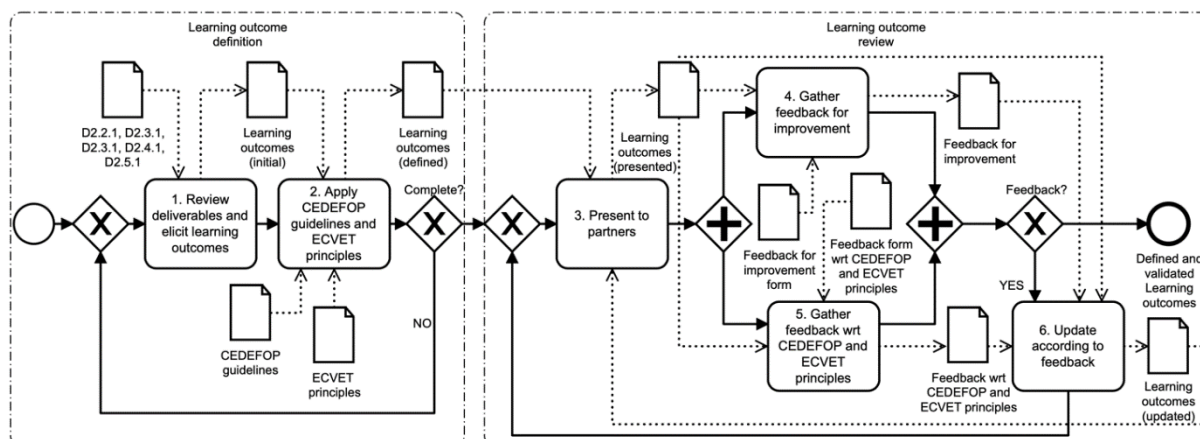 Learning outcome
definition
D2.2.1, D2.3.1,
D2.3.1, D2.4.1,
D2.5.1
Learning
outcomes
(initial)
Learning
outcomes
(defined)
1. Review
deliverables and
elicit learning
outcomes
2. Apply
CEDEFOP
guidelines and
ECVET
principles
Complete?
NO
CEDEFOP
guidelines
ECVET
principles
Learning outcome
review
Learning
outcomes
(presented)
3. Present to
partners
4. Gather
feedback for
improvement
Feedback for
improvement
Feedback for
improvement
form
Feedback form
wrt CEDEFOP
and ECVET
principles
5. Gather
feedback wrt
CEDEFOP and
ECVET
principles
Feedback wrt
CEDEFOP and
ECVET principles
Feedback?
YES
6. Update
according to
feedback
Defined and
validated
Learning
outcomes
Learning
outcomes
(updated)